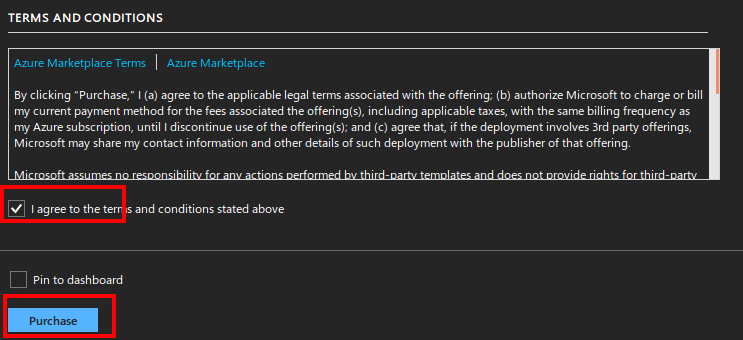 TERMS AND CONDITIONS
Azure Marketplace Terms | Azure Marketplace
By clicking "Purchase," I (a) agree to the applicable legal terms associated with the offering; (b) authorize Microsoft to charge or bill
my current payment method for the fees associated the offering(s), including applicable taxes, with the same billing frequency as
my Azure subscription, until I discontinue use of the offering(s); and (c) agree that, if the deployment involves 3rd party offerings,
Microsoft may share my contact information and other details of such deployment with the publisher of that offering.
Microsoft assumes no responsibility for any actions performed by third-party templates and does not provide rights for third-party
I agree to the terms and conditions stated above
Pin to dashboard
Purchase